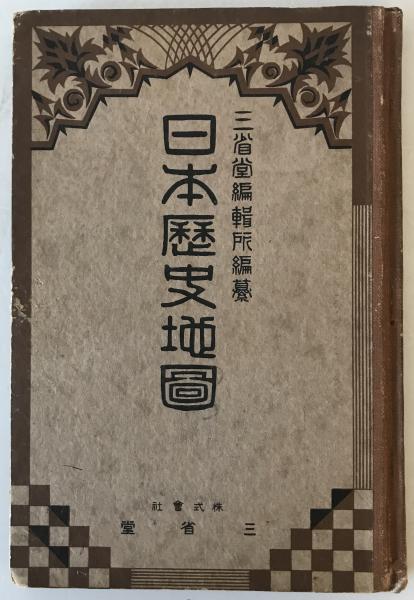 三省堂編輯所編纂
日本歷史地圖
株式會社
三省堂